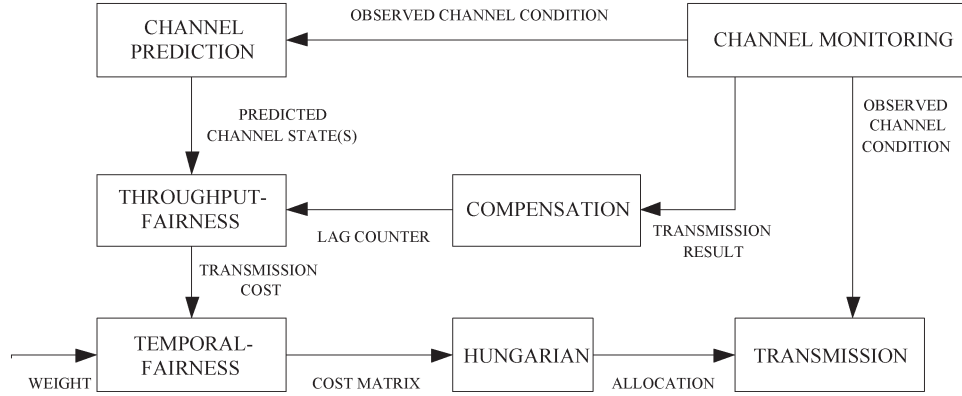 OBSERVED CHANNEL CONDITION
CHANNEL
PREDICTION
CHANNEL MONITORING
PREDICTED
CHANNEL STATE(S)
OBSERVED
CHANNEL
CONDITION
THROUGHPUT-
FAIRNESS
LAG COUNTER
COMPENSATION
TRANSMISSION
RESULT
TRANSMISSION
COST
WEIGHT
TEMPORAL-
FAIRNESS
COST MATRIX
HUNGARIAN
ALLOCATION
TRANSMISSION